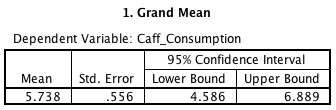 1. Grand Mean
Dependent Variable: Caff_Consumption
95% Confidence Interval
Mean Std. Error Lower Bound Upper Bound
5.738 .556 4.586 6.889